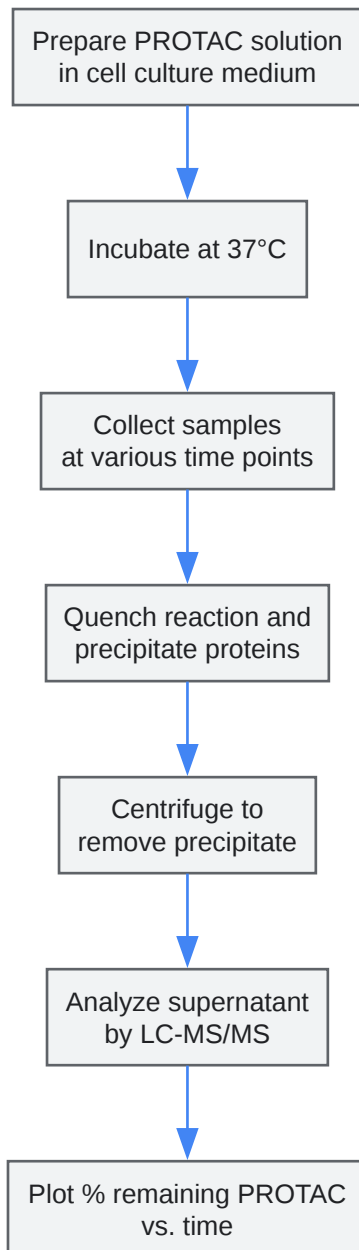 Prepare PROTAC solution
in cell culture medium
Incubate at 37°C
Collect samples
at various time points
Quench reaction and
precipitate proteins
Centrifuge to
remove precipitate
Analyze supernatant
by LC-MS/MS
Plot % remaining PROTAC
vs. time